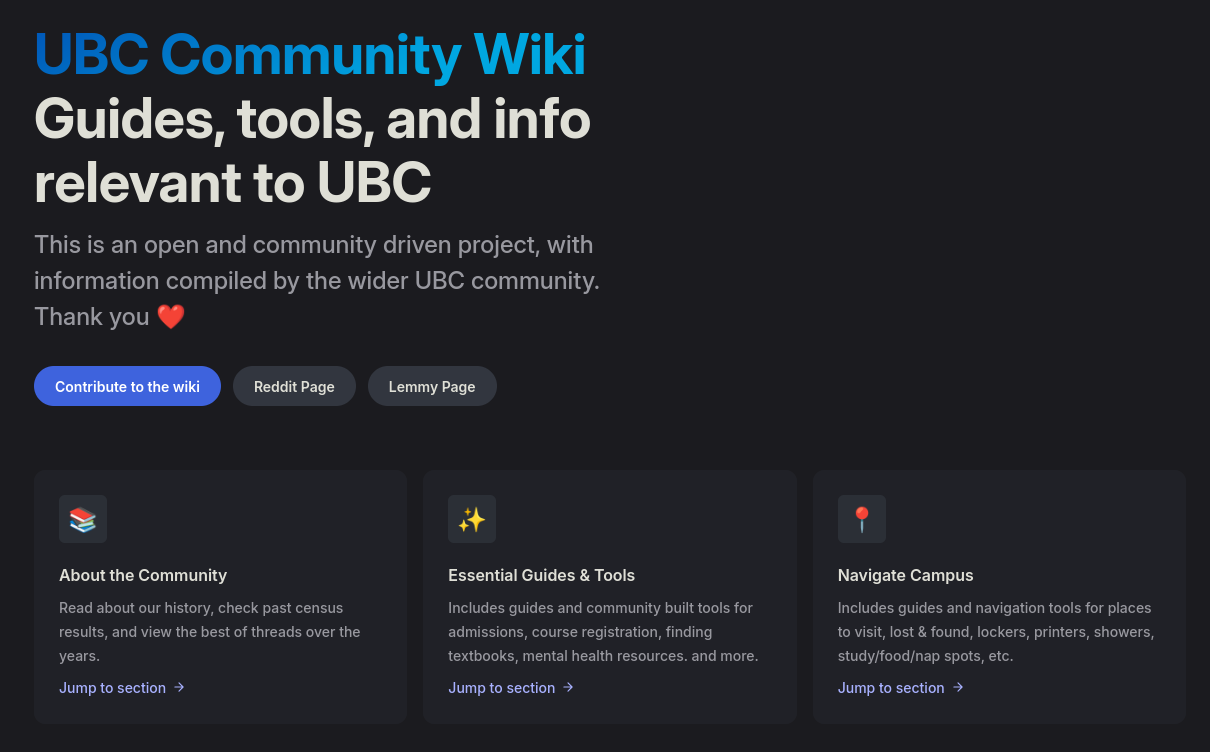 UBC Community Wiki
Guides, tools, and info
relevant to UBC
This is an open and community driven project, with
information compiled by the wider UBC community.
Thank you ❤️
Contribute to the wiki
Reddit Page
Lemmy Page
About the Community
Read about our history, check past census
results, and view the best of threads over the
years.
Jump to section →
Essential Guides & Tools
Includes guides and community built tools for
admissions, course registration, finding
textbooks, mental health resources. and more.
Jump to section →
Navigate Campus
Includes guides and navigation tools for places
to visit, lost & found, lockers, printers, showers,
study/food/nap spots, etc.
Jump to section →